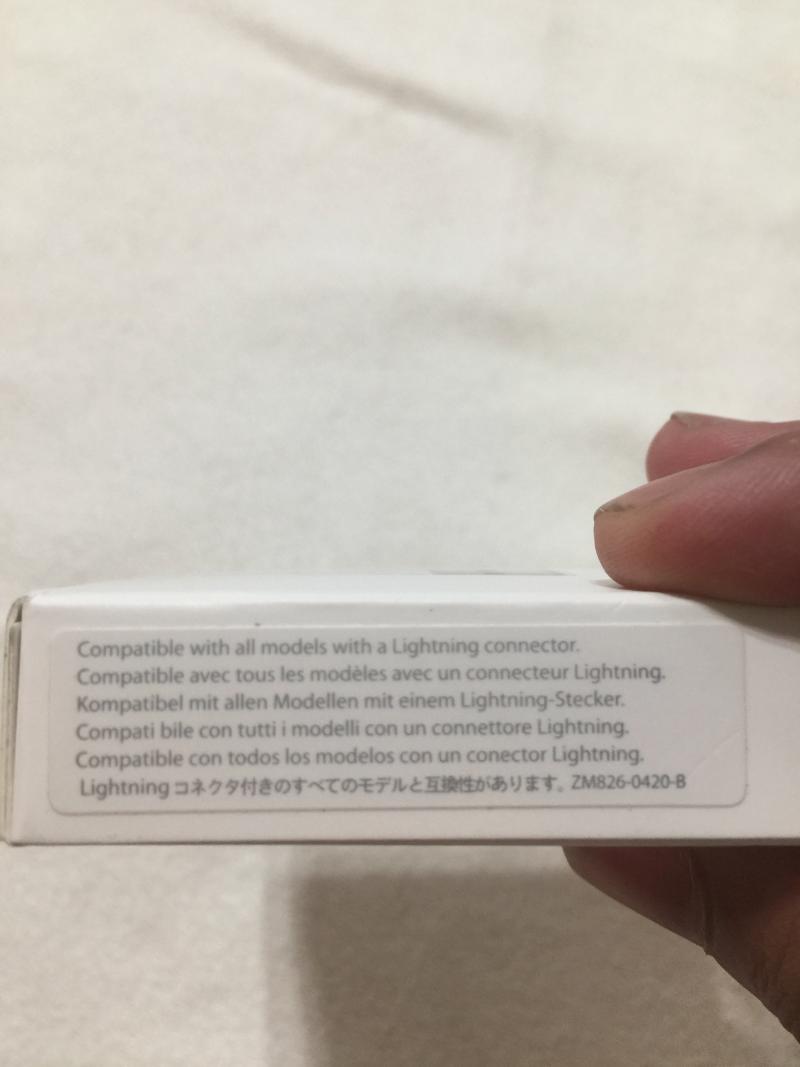 Compatible with all models with a Lightning connector.
Compatible avec tous les modèles avec un connecteur Lightning.
Kompatibel mit allen Modellen mit einem Lightning-Stecker.
Compati bile con tutti i modelli con un connettore Lightning.
Compatible con todos los modelos con un conector Lightning.
Lightning コネクタ付きのすべてのモデルと互換性があります。 ZM826-0420-B